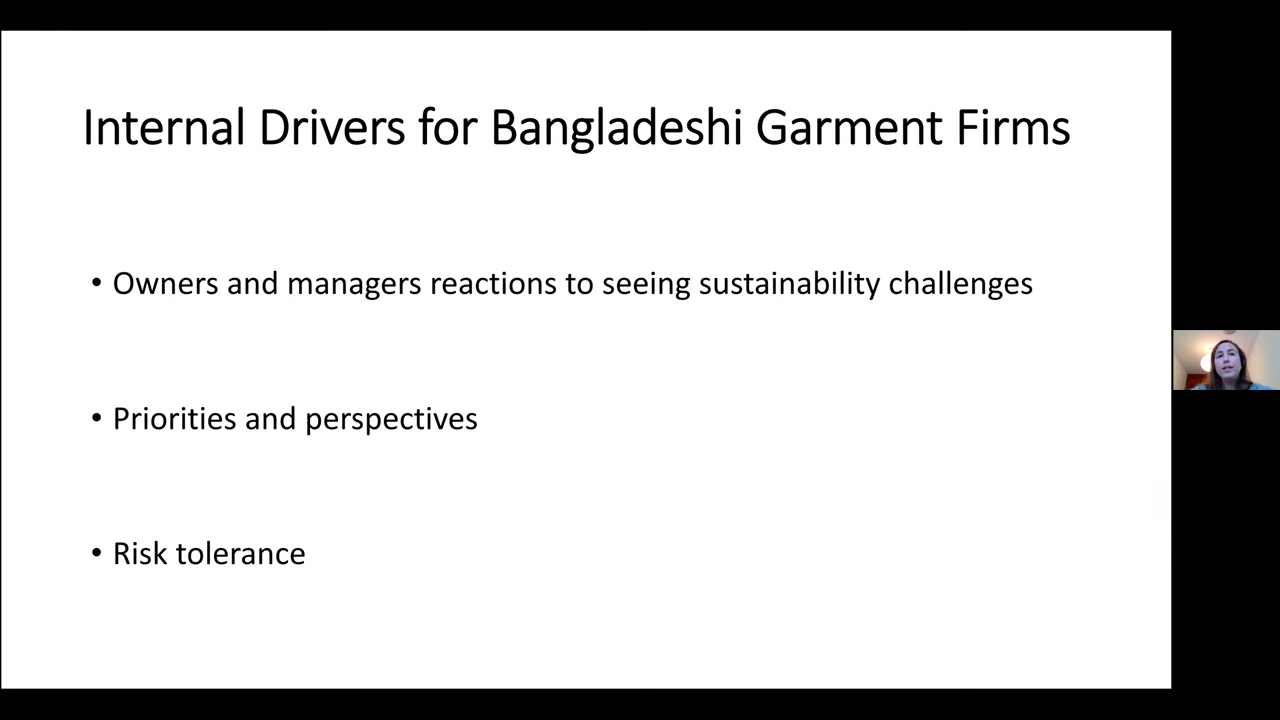 Internal Drivers for Bangladeshi Garment Firms
• Owners and managers reactions to seeing sustainability challenges
• Priorities and perspectives
• Risk tolerance